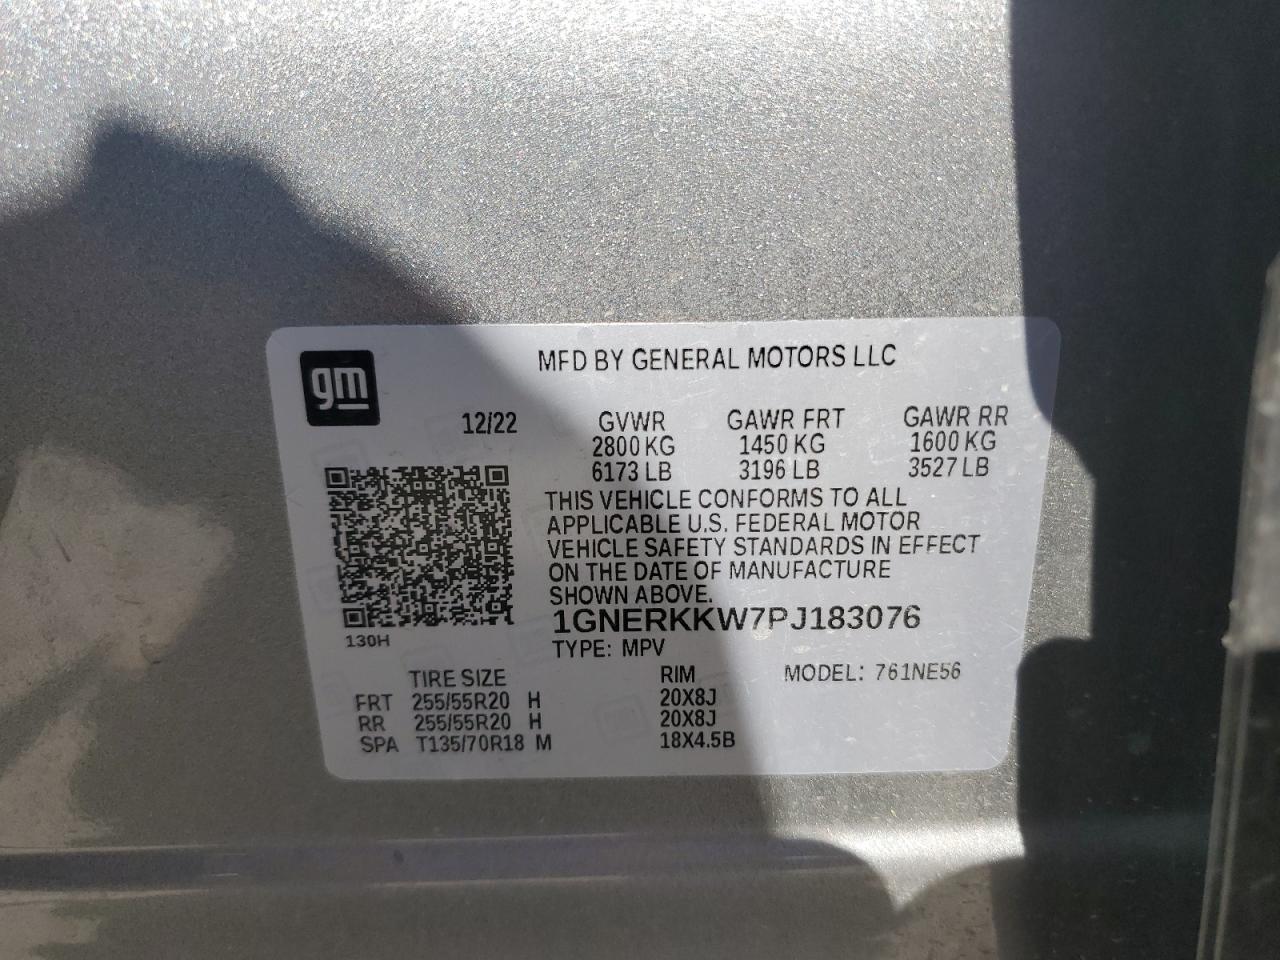 gm
MFD BY GENERAL MOTORS LLC
12/22 GVWR GAWR FRT GAWR RR
2800 KG 1450 KG 1600 KG
6173 LB 3196 LB 3527 LB
THIS VEHICLE CONFORMS TO ALL
APPLICABLE U.S. FEDERAL MOTOR
VEHICLE SAFETY STANDARDS IN EFFECT
ON THE DATE OF MANUFACTURE
SHOWN ABOVE.
1GNERKKW7PJ183076
130H
TYPE: MPV
TIRE SIZE RIM MODEL: 761NE56
FRT 255/55R20 H 20X8J
RR 255/55R20 H 20X8J
SPA T135/70R18 M 18X4.5B